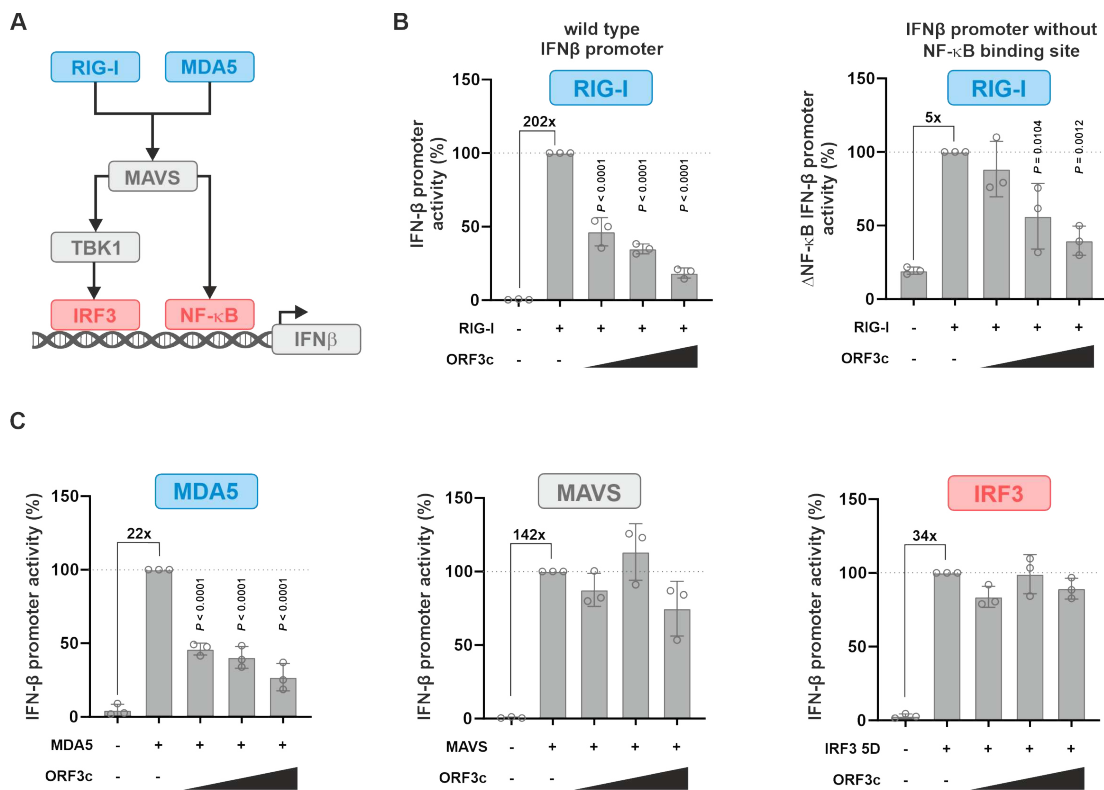 A
RIG-I
MDA5
MAVS
TBK1
IRF3
NF-κB
IFNβ
B
wild type
IFNβ promoter
RIG-I
IFN-β promoter
activity (%)
150
100
50
0
202x
P < 0.0001
P < 0.0001
P < 0.0001
RIG-I - + + + +
ORF3c - -
IFNβ promoter without
NF-κB binding site
RIG-I
ΔNF-κB IFN-β promoter
activity (%)
150
100
50
0
5x
P = 0.0104
P = 0.0012
RIG-I - + + + +
ORF3c - -
C
MDA5
IFN-β promoter activity (%)
150
100
50
0
22x
P < 0.0001
P < 0.0001
P < 0.0001
MDA5 - + + + +
ORF3c - -
MAVS
IFN-β promoter activity (%)
150
100
50
0
142x
MAVS - + + + +
ORF3c - -
IRF3
IFN-β promoter activity (%)
150
100
50
0
34x
IRF3 5D - + + + +
ORF3c - -